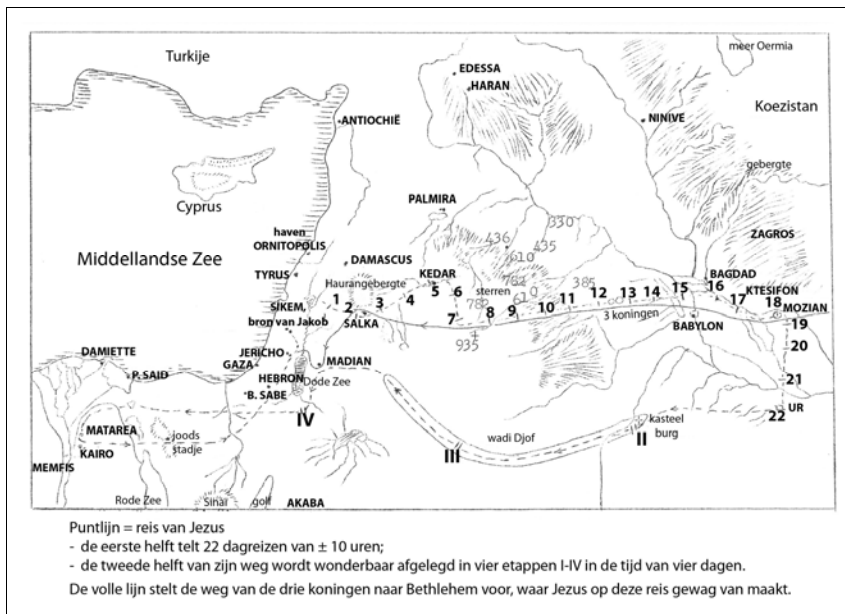 Turkije
meer Oermia
EDESSA
HARAN
Koezistan
ANTIOCHIË
NINIVE
gebergte
Cyprus
PALMIRA
330
436
435
610
haven
ORNITOPOLIS
ZAGROS
Middellandse Zee
DAMASCUS
Haurangebergte
KEDAR
sterren
782
385
BAGDAD
TYRUS
1
2
3
4
5
6
782
610
11
12
13
14
15
16
KTESIFON
17
18
MOZIAN
SIKEM,
bron van Jakob
SALKA
7
8
9
10
3 koningen
BABYLON
19
935
20
DAMIETTE
JERICHO
GAZA
MADIAN
P. SAID
HEBRON
Dode Zee
B. SABE
21
UR
22
IV
MATAREA
joods
stadje
wadi Djof
kasteel
burg
II
III
KAIRO
MEMFIS
Rode Zee
Sinaï
golf
AKABA
Puntlijn = reis van Jezus
- de eerste helft telt 22 dagreizen van ± 10 uren;
- de tweede helft van zijn weg wordt wonderbaar afgelegd in vier etappen I-IV in de tijd van vier dagen.
De volle lijn stelt de weg van de drie koningen naar Bethlehem voor, waar Jezus op deze reis gewag van maakt.